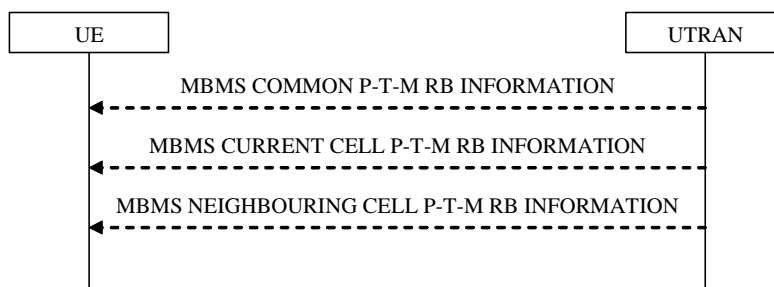 UE
UTRAN
MBMS COMMON P-T-M RB INFORMATION
MBMS CURRENT CELL P-T-M RB INFORMATION
MBMS NEIGHBOURING CELL P-T-M RB INFORMATION